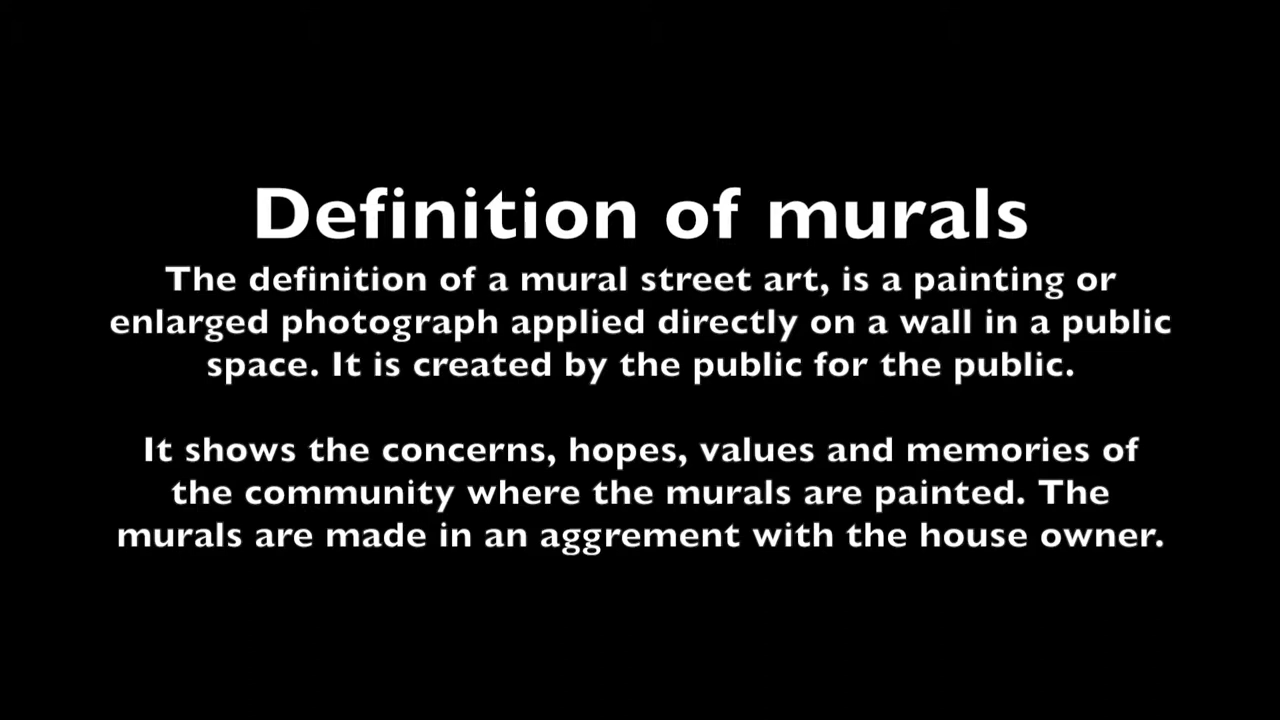 Definition of murals
The definition of a mural street art, is a painting or
enlarged photograph applied directly on a wall in a public
space. It is created by the public for the public.
It shows the concerns, hopes, values and memories of
the community where the murals are painted. The
murals are made in an aggrement with the house owner.